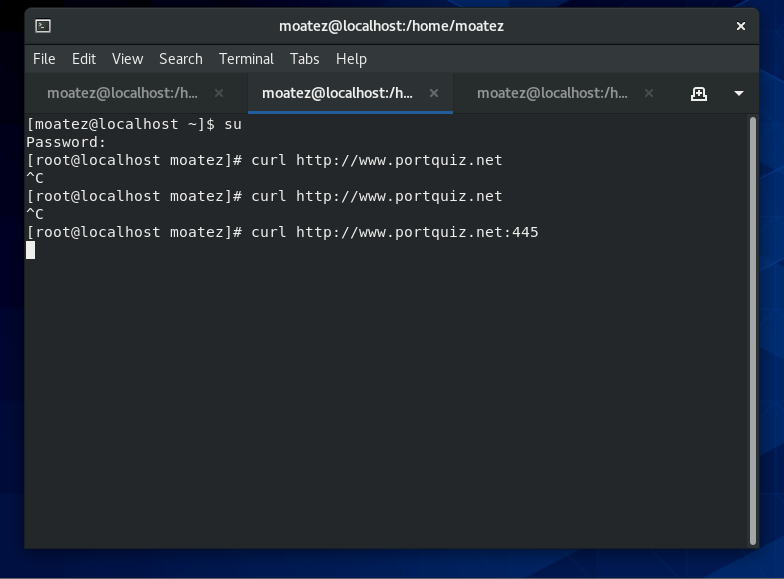 moatez@localhost:/home/moatez
File Edit View Search Terminal Tabs Help
moatez@localhost:/h... moatez@localhost:/h... moatez@localhost:/h...
[moatez@localhost ~]$ su
Password:
[root@localhost moatez]# curl http://www.portquiz.net
^C
[root@localhost moatez]# curl http://www.portquiz.net
^C
[root@localhost moatez]# curl http://www.portquiz.net:445